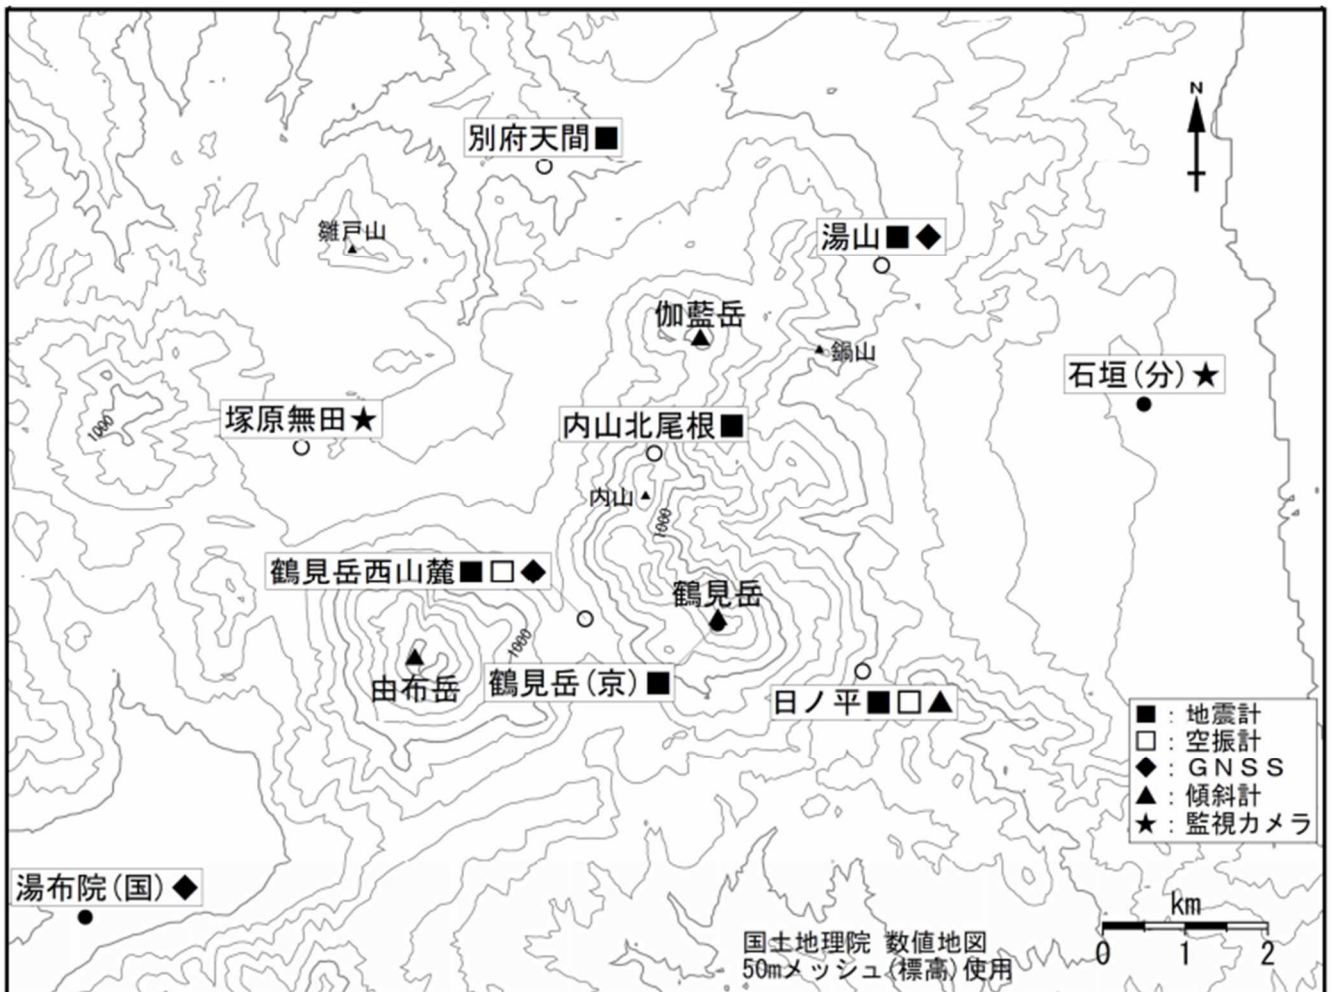 N
別府天間■
雛戸山
湯山■◆
伽藍岳
鍋山
石垣(分)★
塚原無田★
1000
内山北尾根■
内山
1000
鶴見岳西山麓■□◆
鶴見岳
1000
由布岳
鶴見岳(京)■
日ノ平■□▲
■：地震計
□：空振計
◆：ＧＮＳＳ
▲：傾斜計
★：監視カメラ
湯布院(国)◆
km
0 1 2
国土地理院 数値地図
50mメッシュ(標高)使用